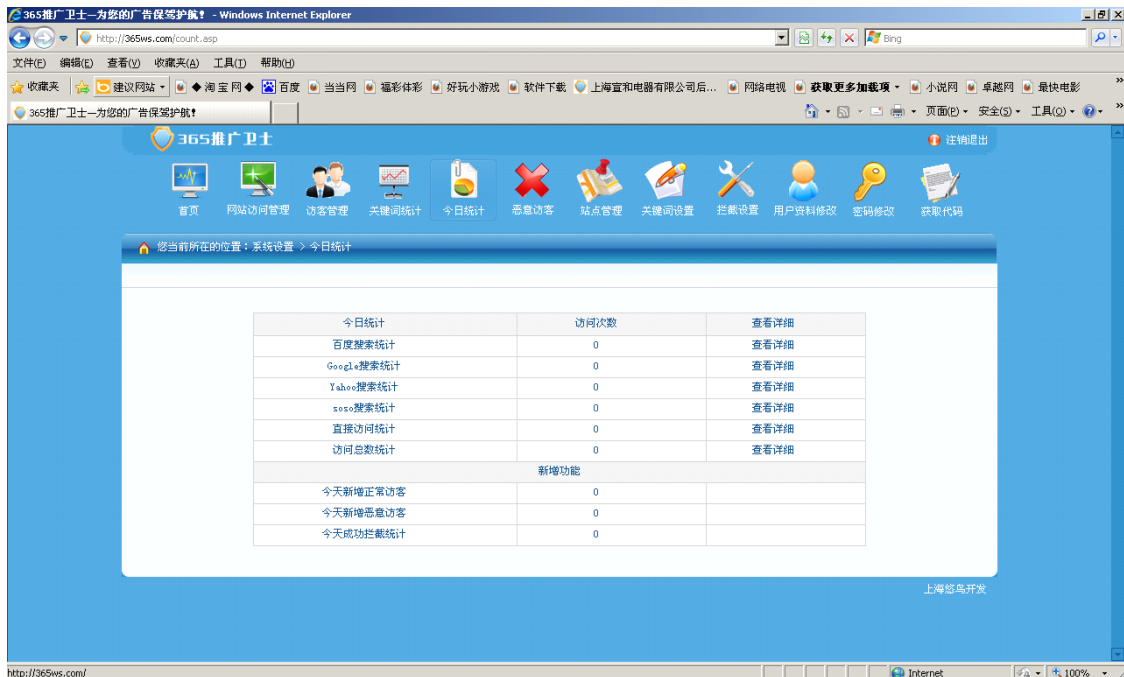 365推广卫士—为您的广告保驾护航! - Windows Internet Explorer
http://365ws.com/count.asp
Bing
文件(F) 编辑(E) 查看(V) 收藏夹(A) 工具(T) 帮助(H)
收藏夹 建议网站 ◆淘宝网◆ 百度 当当网 福彩体彩 好玩小游戏 软件下载 上海宣和电器有限公司后... 网络电视 获取更多加载项 小说网 卓越网 最快电影 »
365推广卫士—为您的广告保驾护航! 页面(P) 安全(S) 工具(O) »
365推广卫士 注销退出
首页 网站访问管理 访客管理 关键词统计 今日统计 恶意访客 站点管理 关键词设置 拦截设置 用户资料修改 密码修改 获取代码
您当前所在的位置:系统设置 > 今日统计
今日统计 访问次数 查看详细
百度搜索统计 0 查看详细
Google搜索统计 0 查看详细
Yahoo搜索统计 0 查看详细
soso搜索统计 0 查看详细
直接访问统计 0 查看详细
访问总数统计 0 查看详细
新增功能
今天新增正常访客 0
今天新增恶意访客 0
今天成功拦截统计 0
上海悠鸟开发
http://365ws.com/ Internet 100%